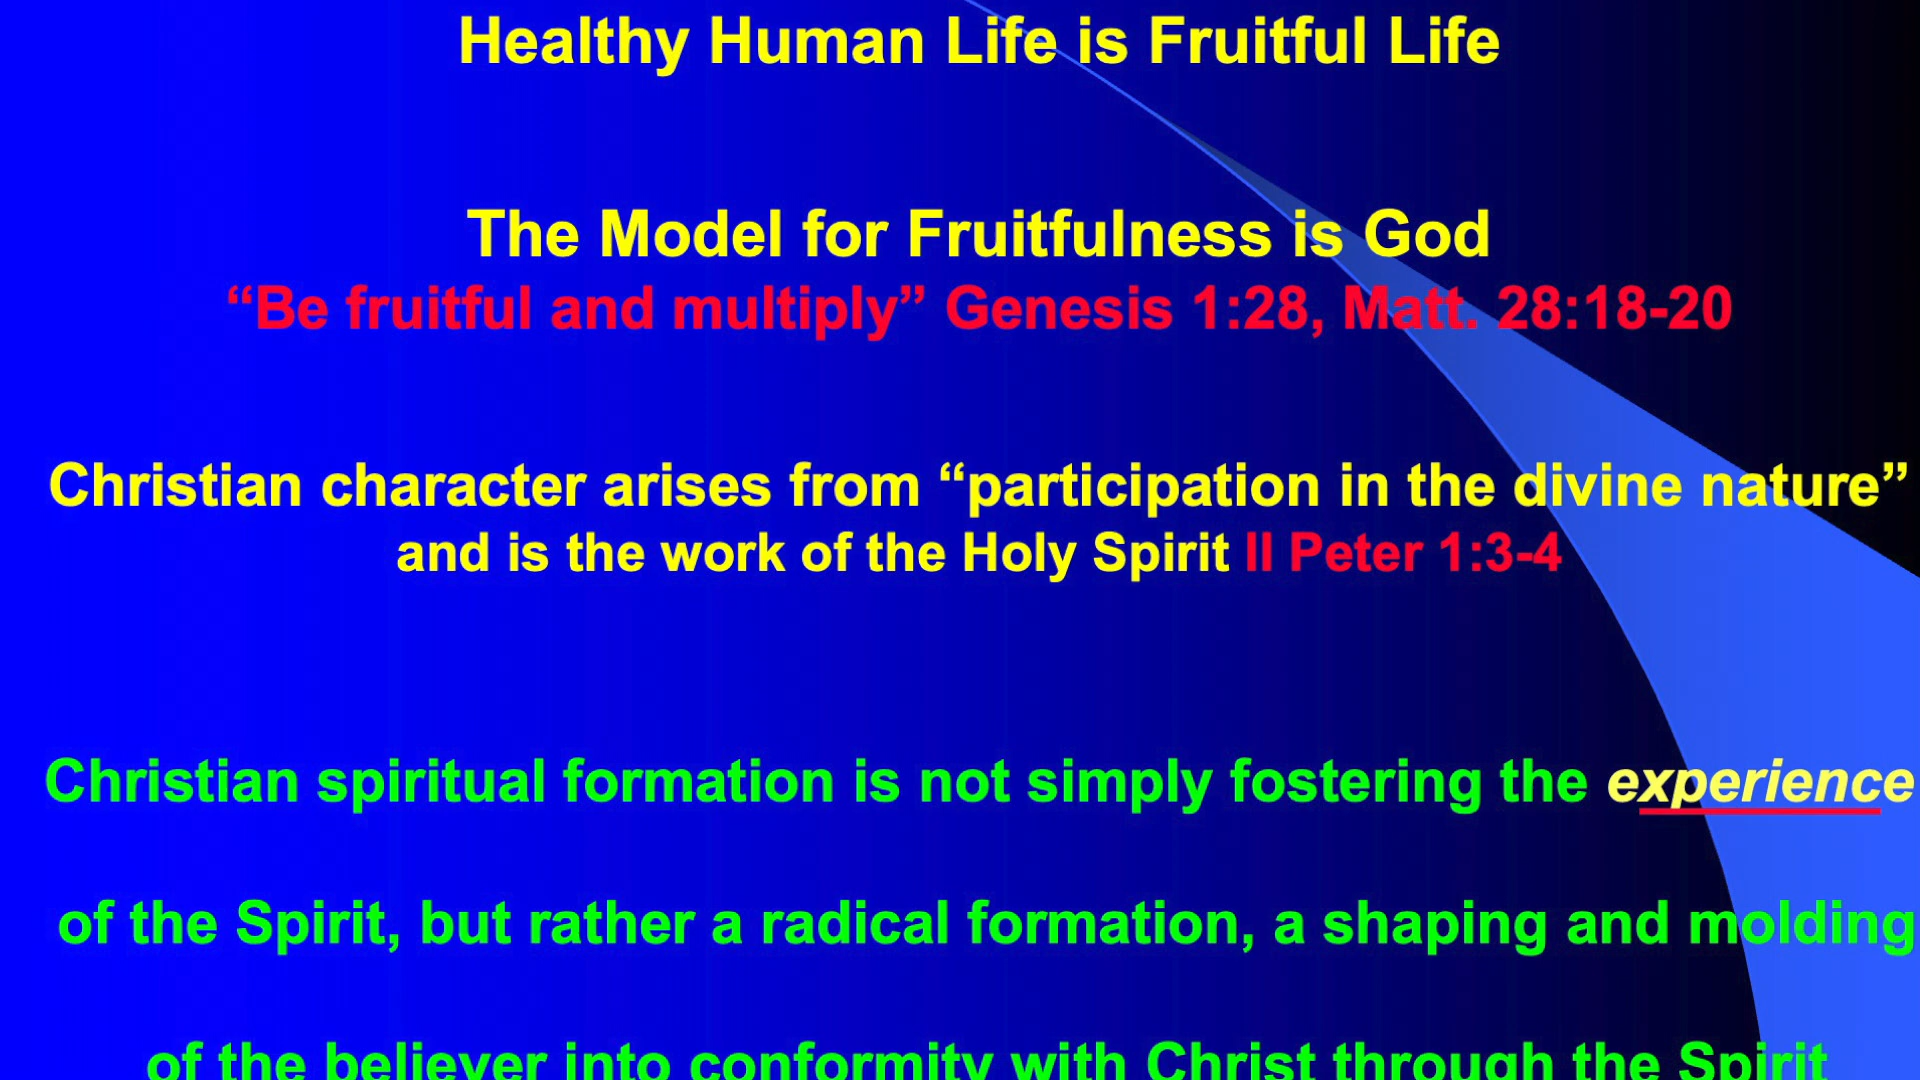 Healthy Human Life is Fruitful Life
The Model for Fruitfulness is God
“Be fruitful and multiply” Genesis 1:28, Matt. 28:18-20
Christian character arises from “participation in the divine nature”
and is the work of the Holy Spirit II Peter 1:3-4
Christian spiritual formation is not simply fostering the experience
of the Spirit, but rather a radical formation, a shaping and molding
of the believer into conformity with Christ through the Spirit